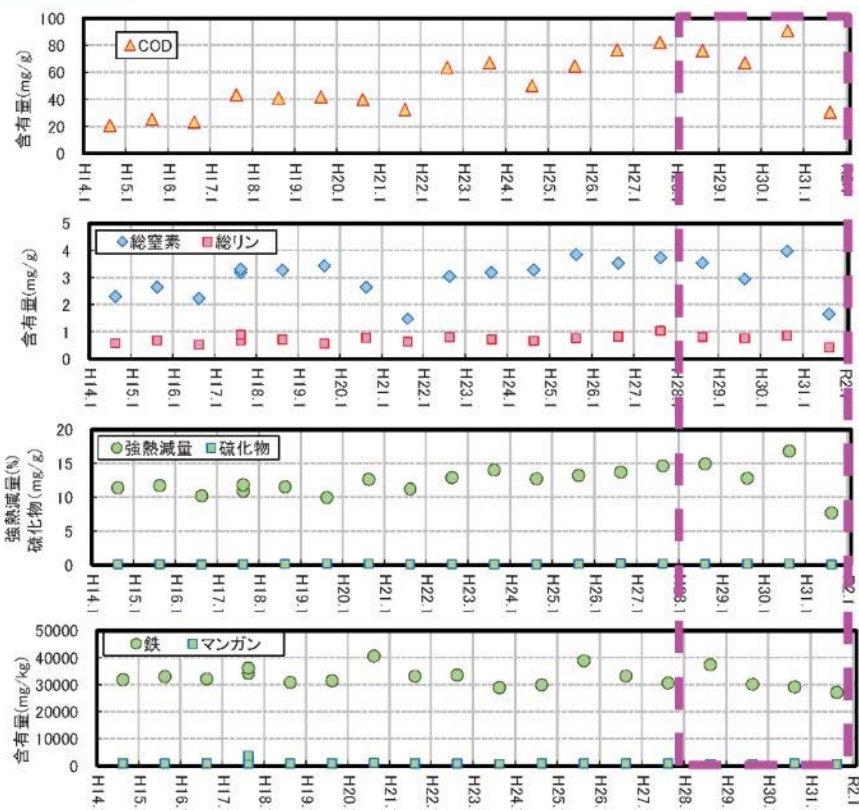 100
80
60
40
20
0
含有量(mg/g)
COD
H14.1
H15.1
H16.1
H17.1
H18.1
H19.1
H20.1
H21.1
H22.1
H23.1
H24.1
H25.1
H26.1
H27.1
H29.1
H30.1
H31.1
5
4
3
2
1
0
含有量(mg/g)
総窒素 総リン
H14.1
H15.1
H16.1
H17.1
H18.1
H19.1
H20.1
H21.1
H22.1
H23.1
H24.1
H25.1
H26.1
H27.1
H28.1
H29.1
H30.1
H31.1
20
15
10
5
0
強熱減量(%)
硫化物(mg/g)
強熱減量 硫化物
H14.1
H15.1
H16.1
H17.1
H18.1
H19.1
H20.1
H21.1
H22.1
H23.1
H24.1
H25.1
H26.1
H27.1
H29.1
H30.1
H31.1
50000
40000
30000
20000
10000
0
含有量(mg/kg)
鉄 マンガン
H14.
H15.
H16.
H17.
H18.
H19.
H20.
H21.
H22.
H23.
H24.
H25.
H26.
H27.
H28.
H29.
H30.
H31.
R2.